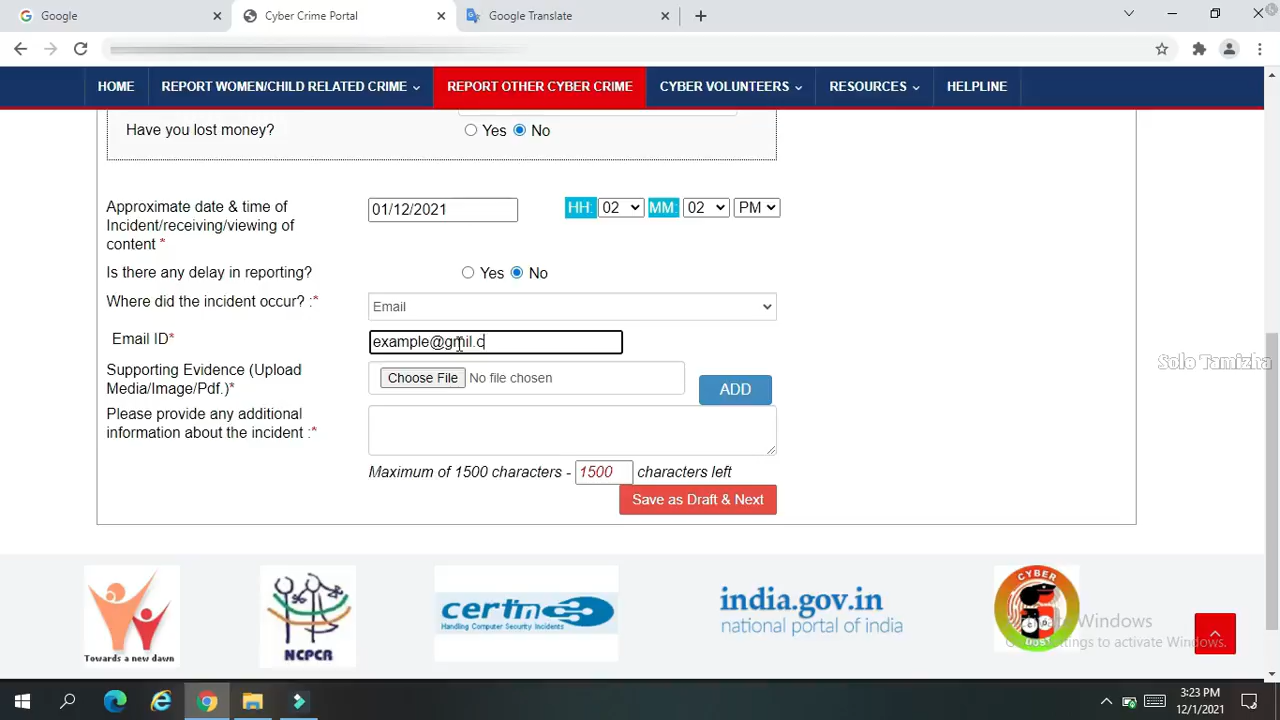 Google
Cyber Crime Portal
Google Translate
HOME
REPORT WOMEN/CHILD RELATED CRIME
REPORT OTHER CYBER CRIME
CYBER VOLUNTEERS
RESOURCES
HELPLINE
Have you lost money?
Yes
No
Approximate date & time of
Incident/receiving/viewing of
content *
01/12/2021
HH:
02
MM:
02
PM
Is there any delay in reporting?
Yes
No
Where did the incident occur? :*
Email
Email ID*
example@gmil.c
Solo Tamizha
Supporting Evidence (Upload
Media/Image/Pdf.)*
Choose File
No file chosen
ADD
Please provide any additional
information about the incident :*
Maximum of 1500 characters -
1500
characters left
Save as Draft & Next
Towards a new dawn
NCPCR
Handling Computer Security Incidents
india.gov.in
national portal of india
CYBER
Windows
ettings to activate Windows.
3:23 PM
12/1/2021